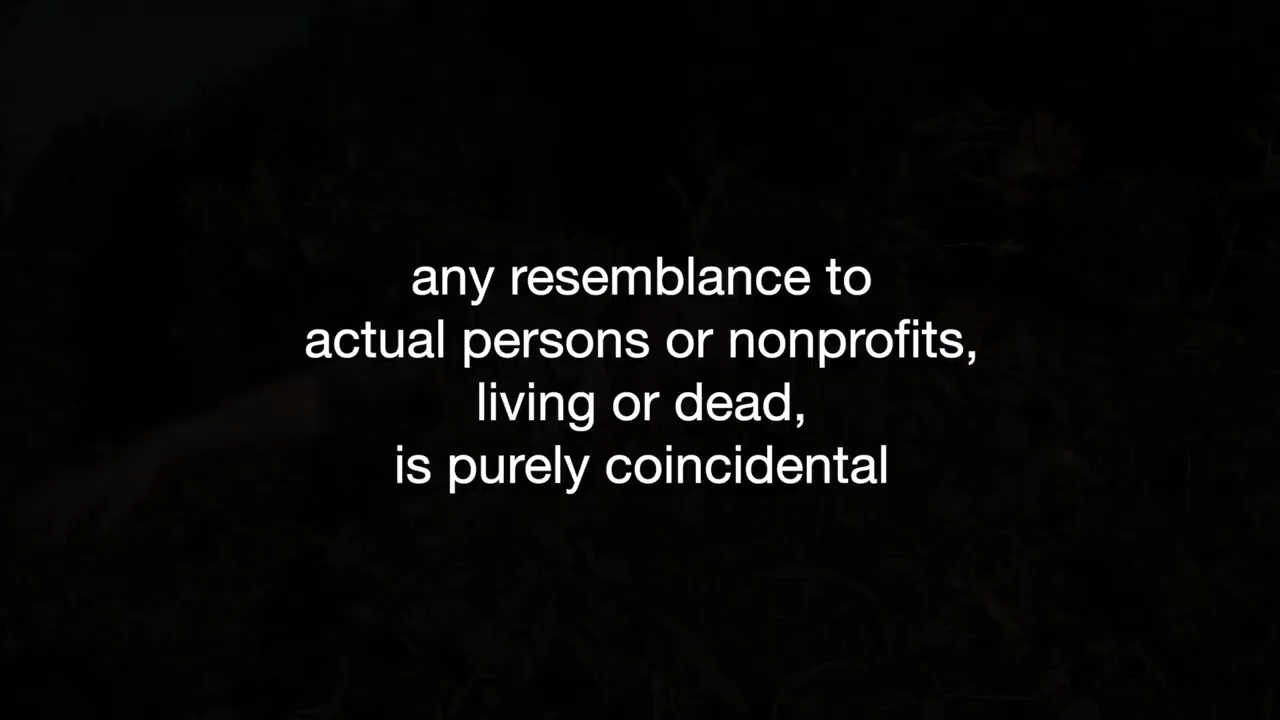 any resemblance to
actual persons or nonprofits,
living or dead,
is purely coincidental